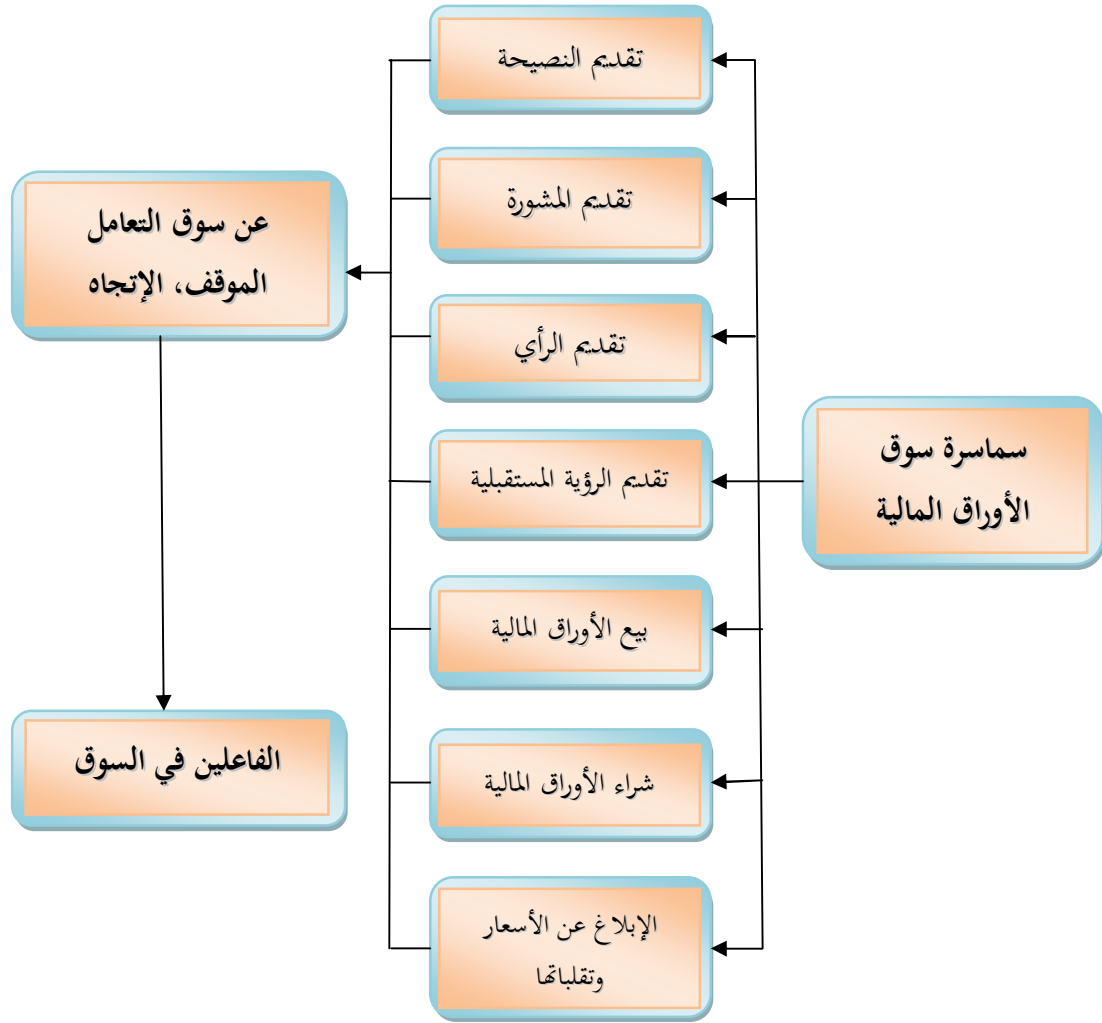 سماسرة سوق
الأوراق المالية
تقديم النصيحة
تقديم المشورة
تقديم الرأي
تقديم الرؤية المستقبلية
بيع الأوراق المالية
شراء الأوراق المالية
الإبلاغ عن الأسعار
وتقلباتها
عن سوق التعامل
الموقف، الإتجاه
الفاعلين في السوق